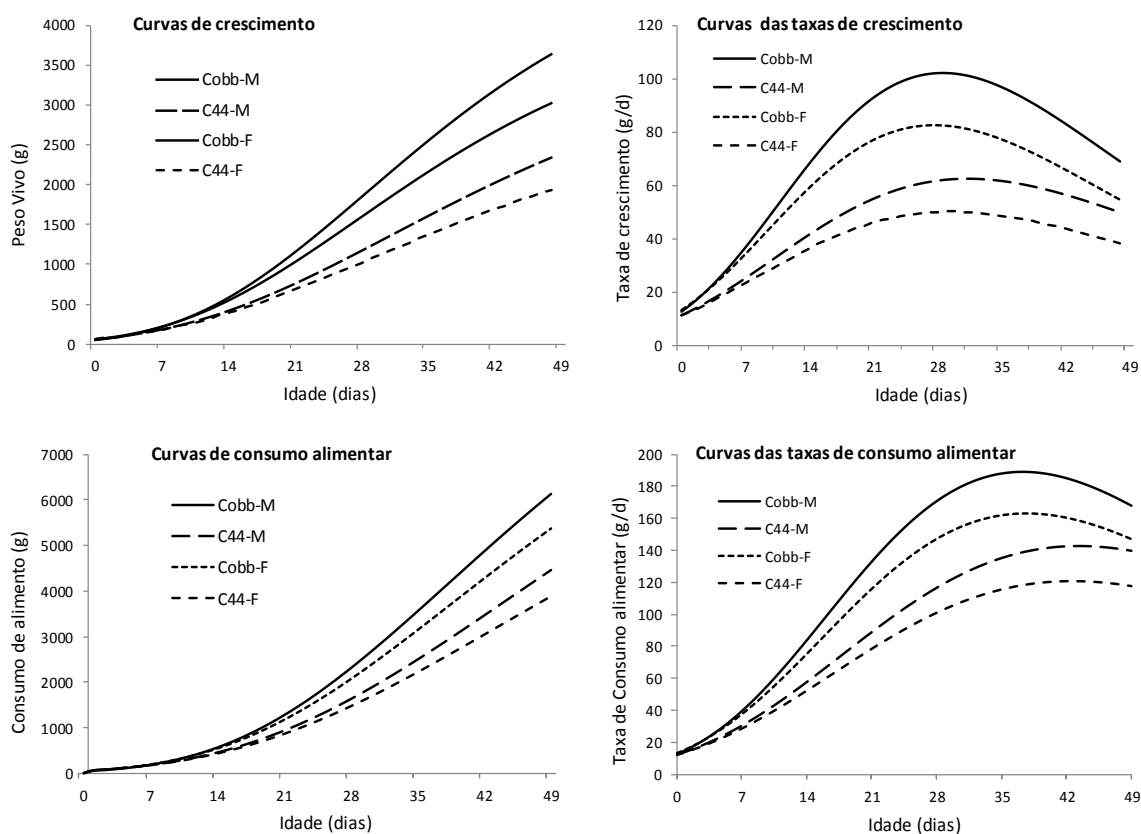 Curvas de crescimento
4000
3500
3000
2500
2000
1500
1000
500
0
Peso Vivo (g)
Cobb-M
C44-M
Cobb-F
C44-F
0 7 14 21 28 35 42 49
Idade (dias)
Curvas das taxas de crescimento
120
100
80
60
40
20
0
Taxa de crescimento (g/d)
Cobb-M
C44-M
Cobb-F
C44-F
0 7 14 21 28 35 42 49
Idade (dias)
Curvas de consumo alimentar
7000
6000
5000
4000
3000
2000
1000
0
Consumo de alimento (g)
Cobb-M
C44-M
Cobb-F
C44-F
0 7 14 21 28 35 42 49
Idade (dias)
Curvas das taxas de consumo alimentar
200
180
160
140
120
100
80
60
40
20
0
Taxa de Consumo alimentar (g/d)
Cobb-M
C44-M
Cobb-F
C44-F
0 7 14 21 28 35 42 49
Idade (dias)